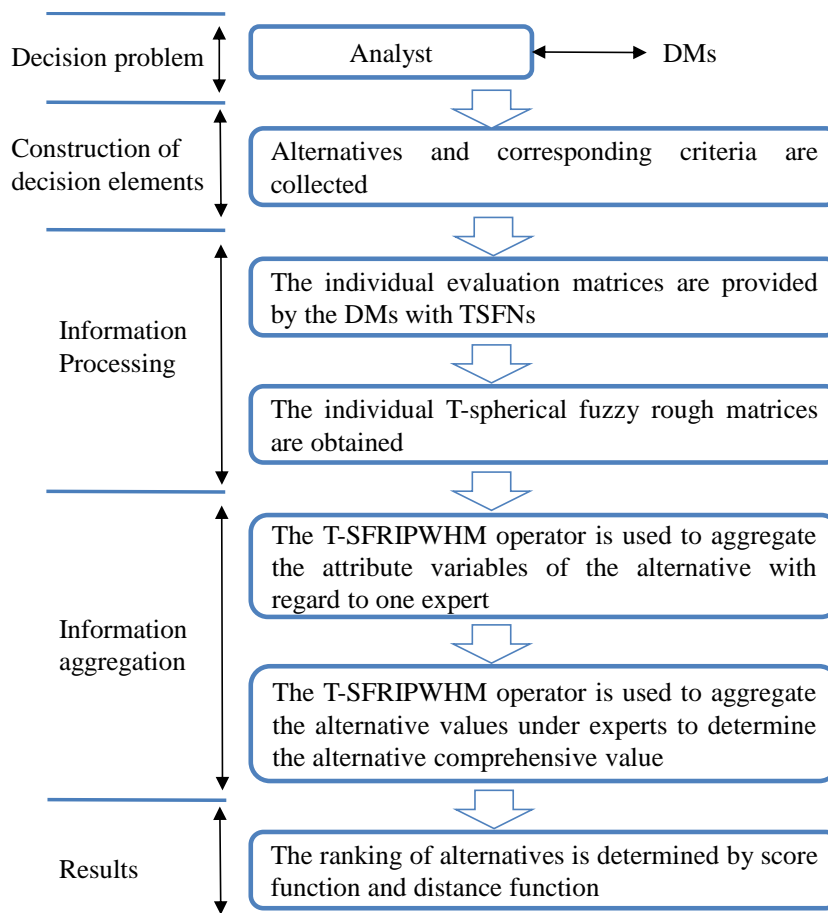 Decision problem
Analyst
DMs
Construction of
decision elements
Alternatives and corresponding criteria are
collected
Information
Processing
The individual evaluation matrices are provided
by the DMs with TSFNs
The individual T-spherical fuzzy rough matrices
are obtained
Information
aggregation
The T-SFRIPWHM operator is used to aggregate
the attribute variables of the alternative with
regard to one expert
The T-SFRIPWHM operator is used to aggregate
the alternative values under experts to determine
the alternative comprehensive value
Results
The ranking of alternatives is determined by score
function and distance function